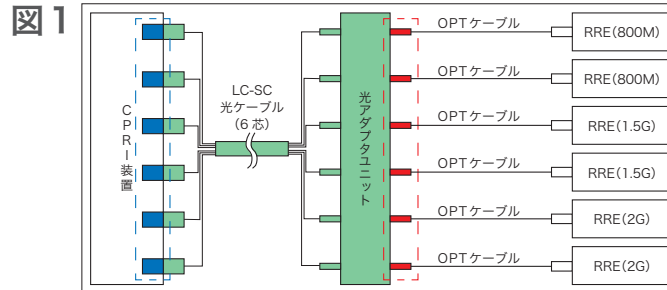 図1
CPRI装置
LC-SC
光ケーブル
(6芯)
光アダプタユニット
OPTケーブル
RRE(800M)
OPTケーブル
RRE(800M)
OPTケーブル
RRE(1.5G)
OPTケーブル
RRE(1.5G)
OPTケーブル
RRE(2G)
OPTケーブル
RRE(2G)